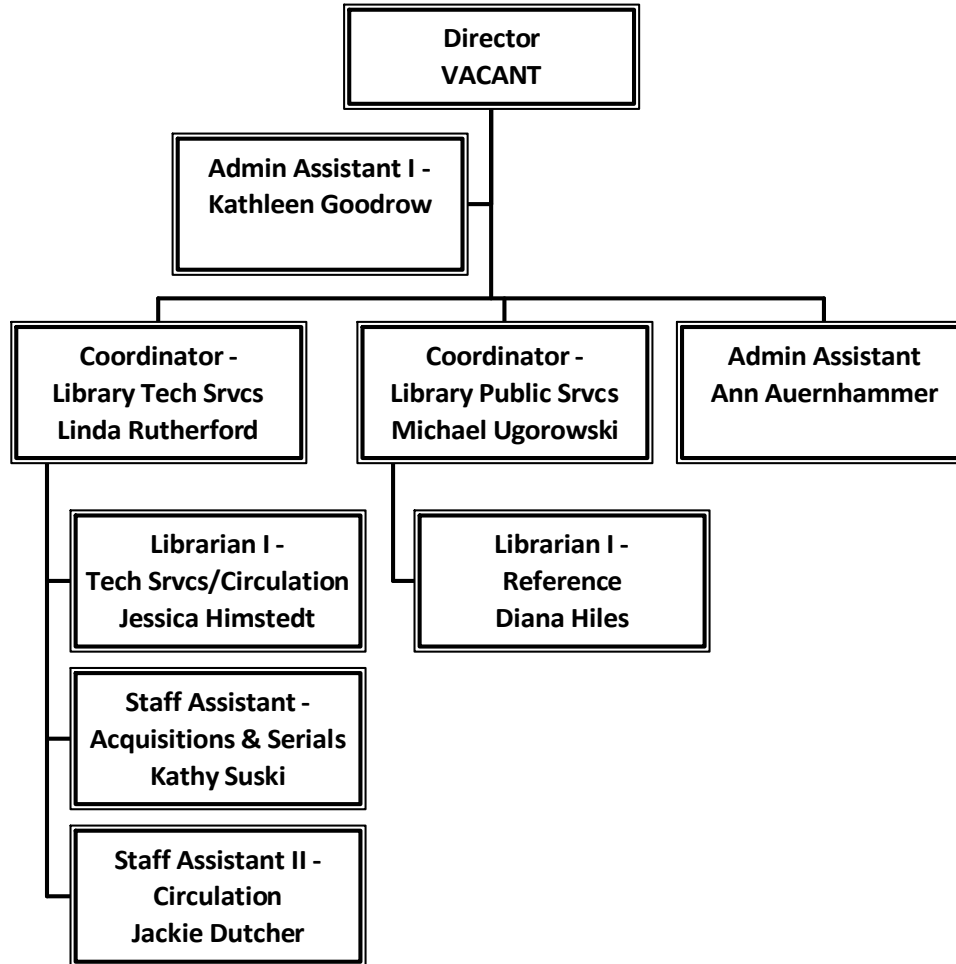 Director
VACANT
Admin Assistant I -
Kathleen Goodrow
Coordinator -
Library Tech Srvcs
Linda Rutherford
Coordinator -
Library Public Srvcs
Michael Ugorowski
Admin Assistant
Ann Auernhammer
Librarian I -
Tech Srvcs/Circulation
Jessica Himstedt
Librarian I -
Reference
Diana Hiles
Staff Assistant -
Acquisitions & Serials
Kathy Suski
Staff Assistant II -
Circulation
Jackie Dutcher